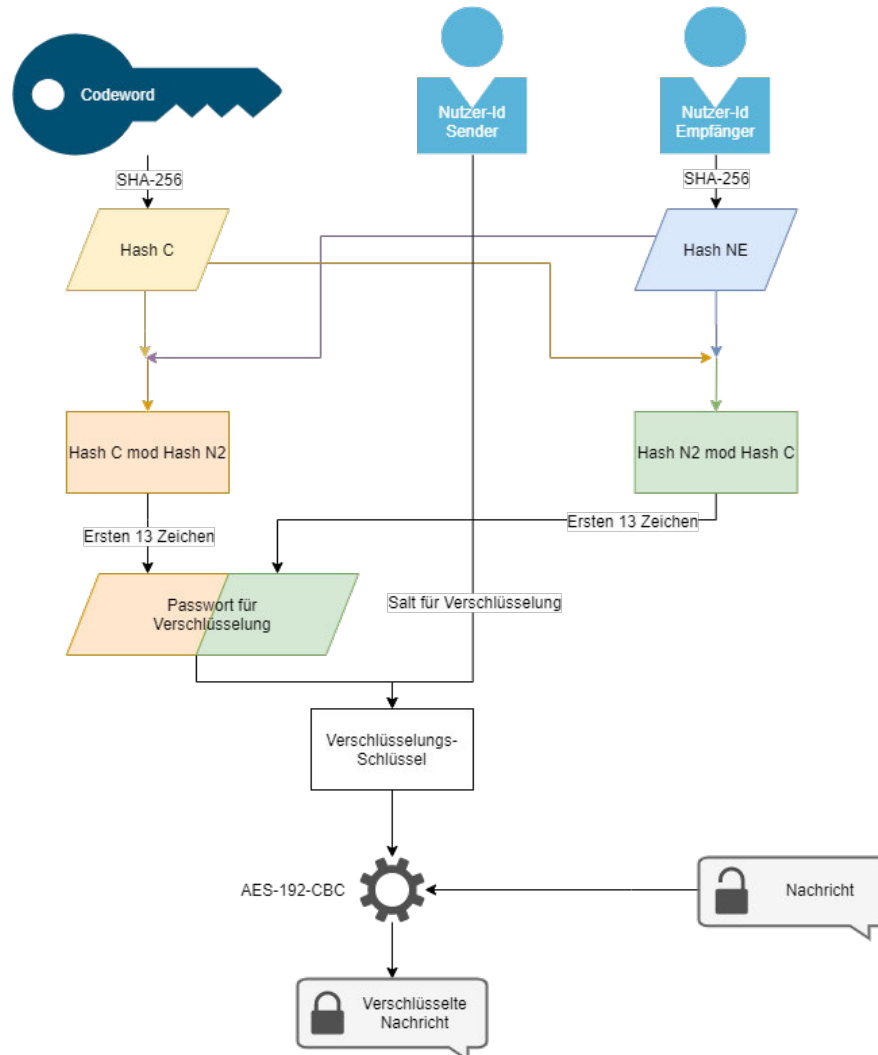 Codeword
Nutzer-Id
Sender
Nutzer-Id
Empfänger
SHA-256
SHA-256
Hash C
Hash NE
Hash C mod Hash N2
Hash N2 mod Hash C
Ersten 13 Zeichen
Ersten 13 Zeichen
Passwort für
Verschlüsselung
Salt für Verschlüsselung
Verschlüsselungs-
Schlüssel
AES-192-CBC
Nachricht
Verschlüsselte
Nachricht